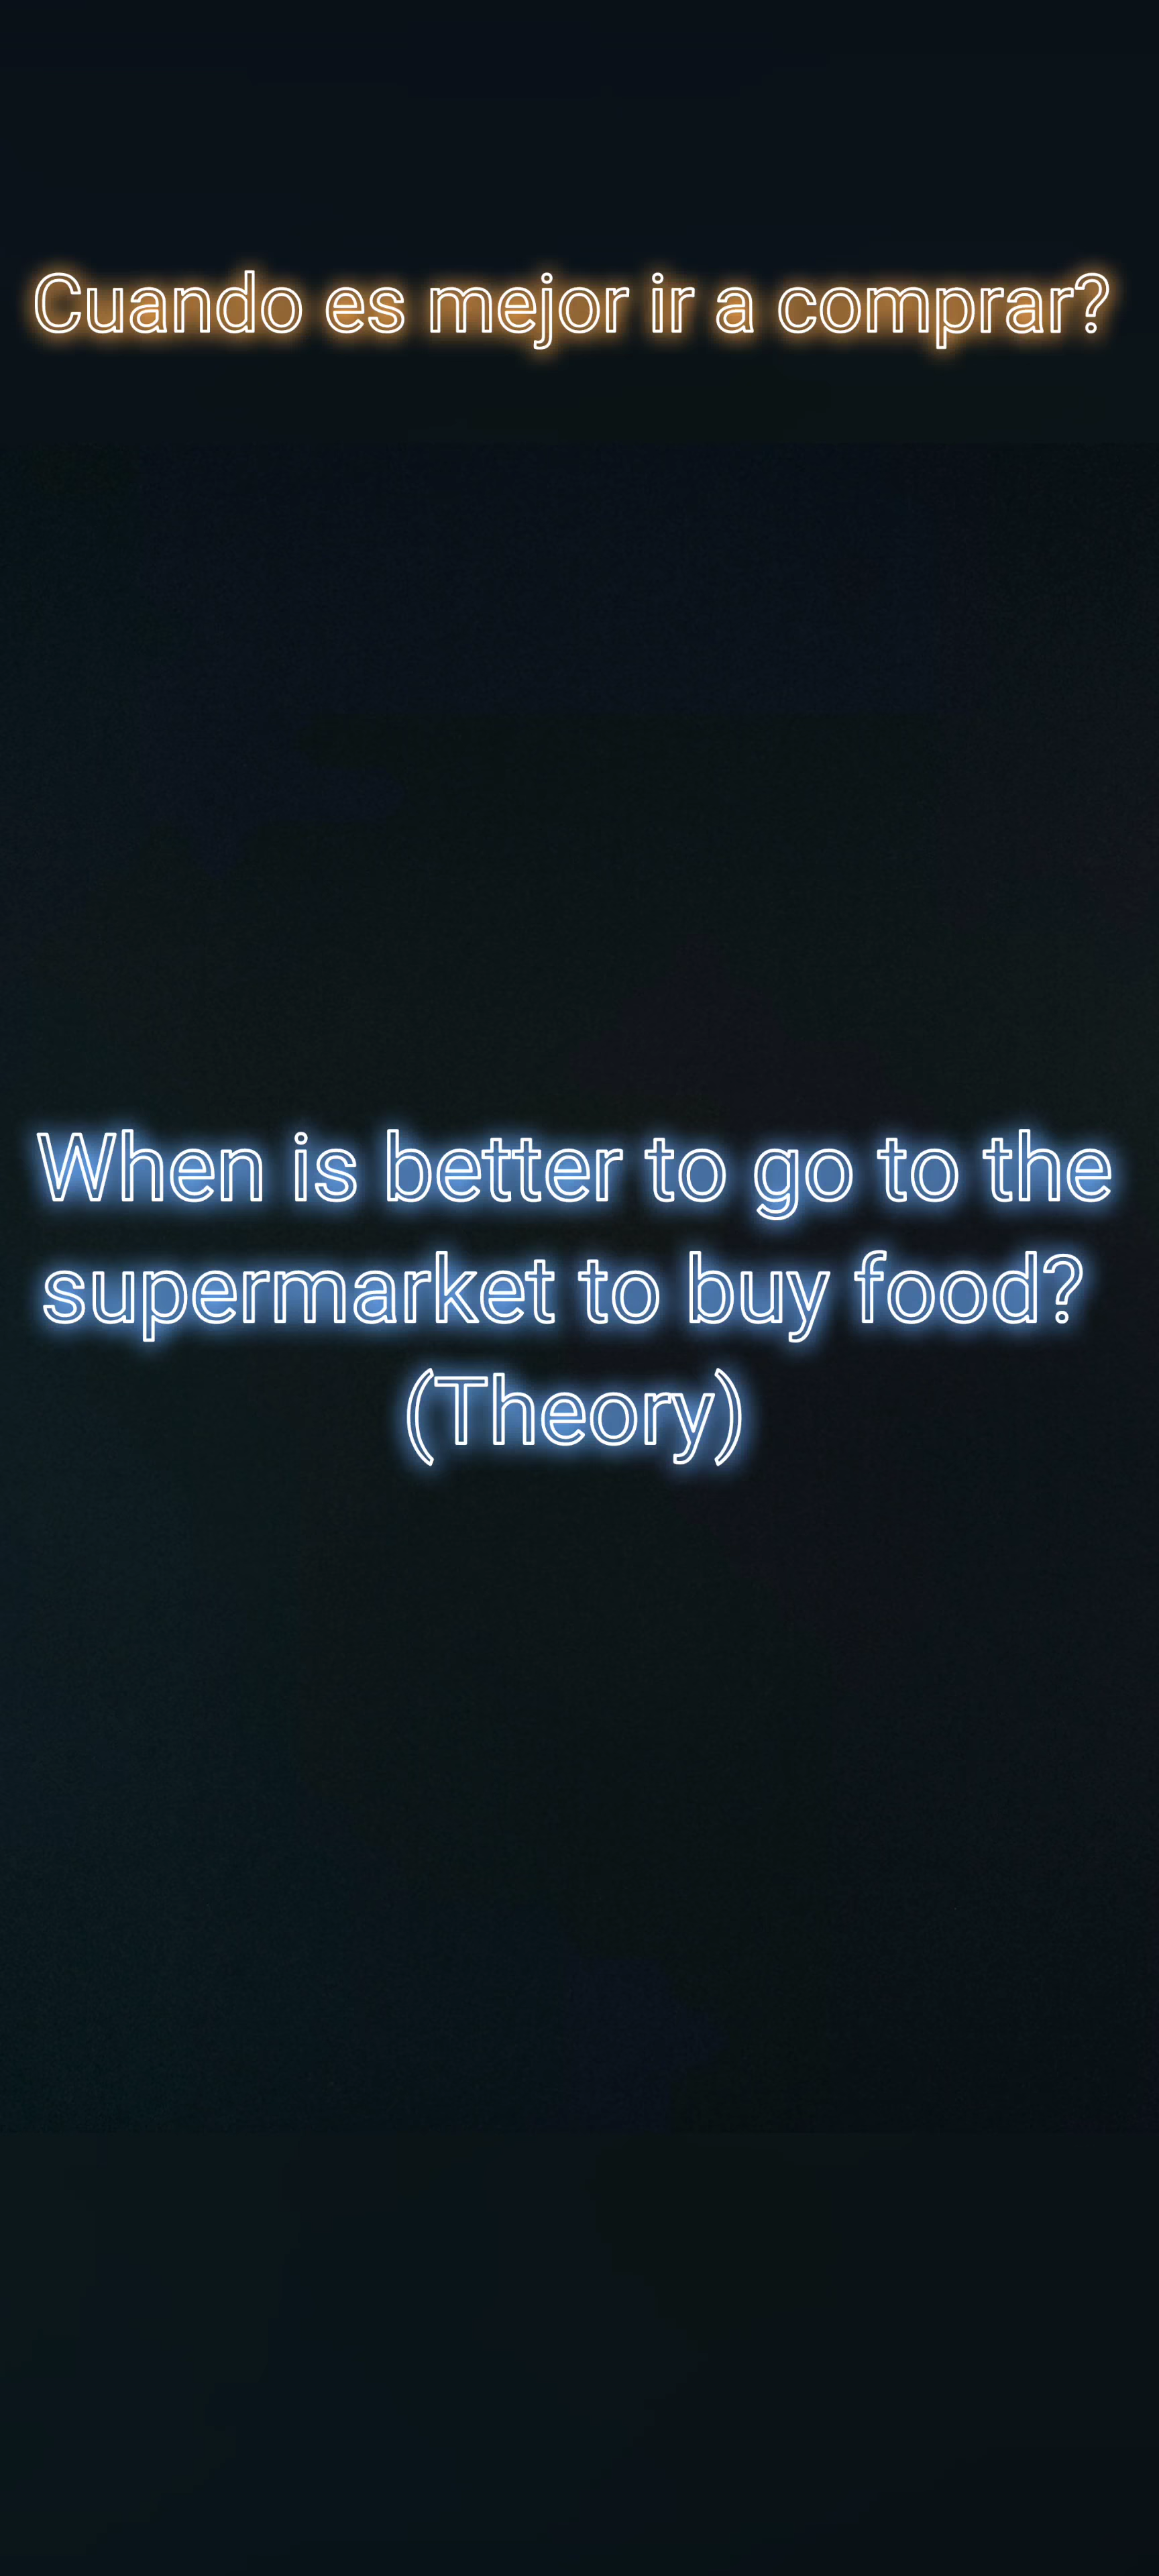 Cuando es mejor ir a comprar?
When is better to go to the
supermarket to buy food?
(Theory)